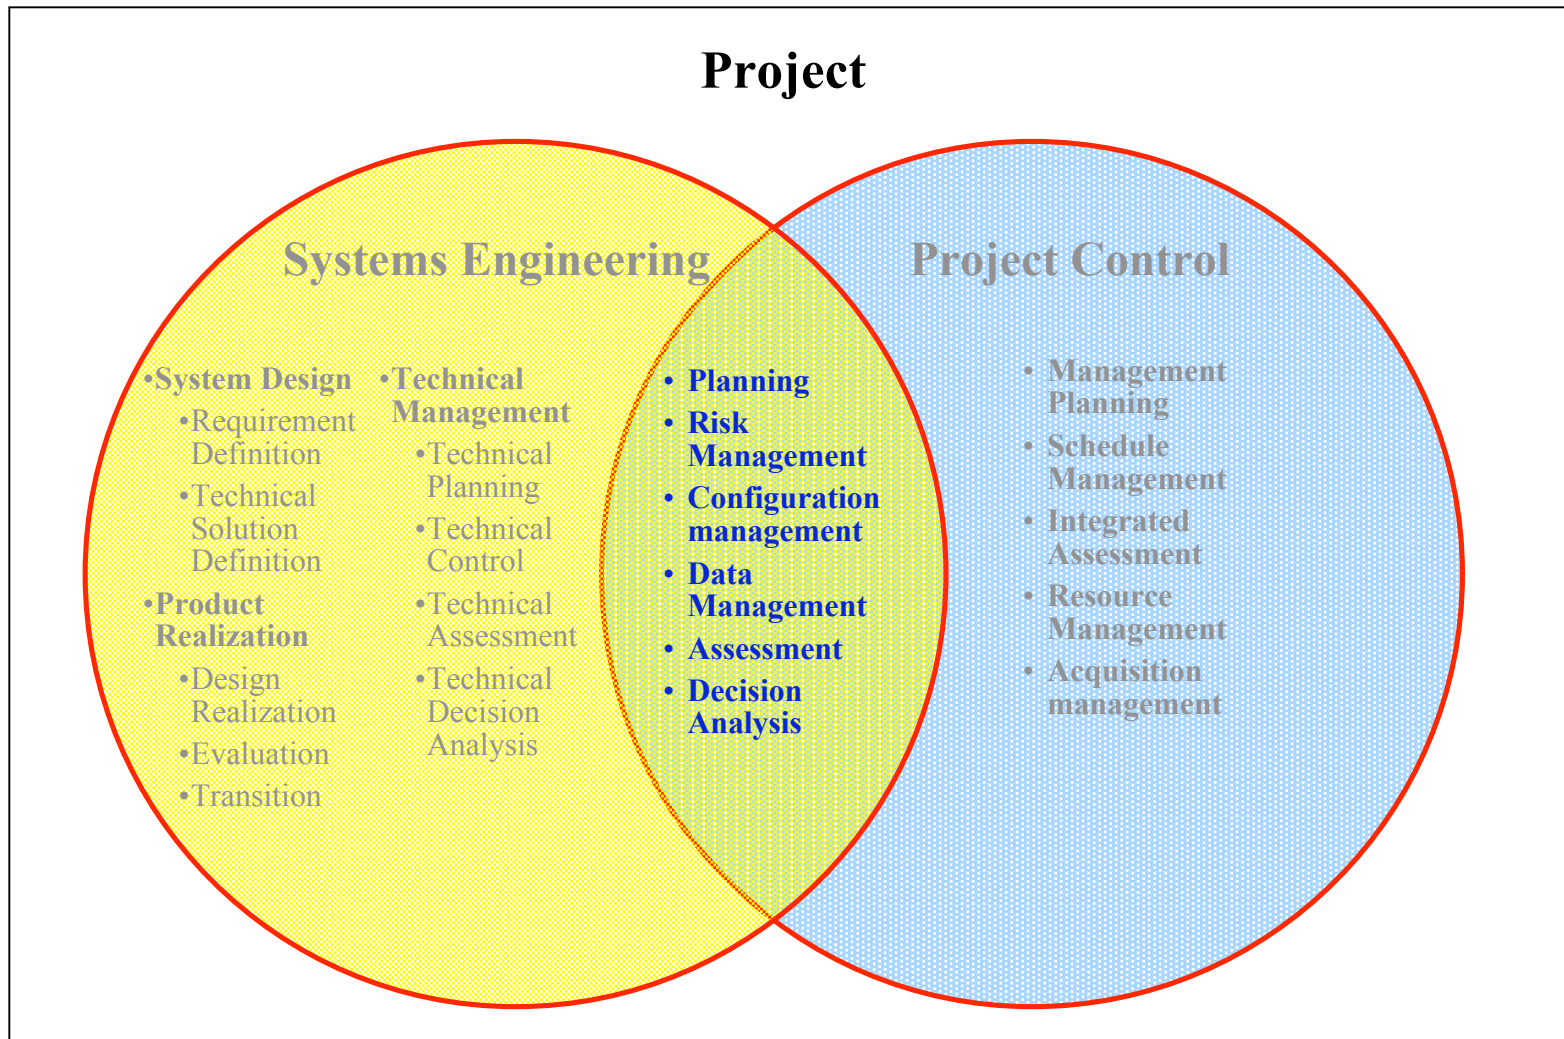 Project
Systems Engineering
•System Design
•Requirement
Definition
•Technical
Solution
Definition
•Product
Realization
•Design
Realization
•Evaluation
•Transition
•Technical
Management
•Technical
Planning
•Technical
Control
•Technical
Assessment
•Technical
Decision
Analysis
• Planning
• Risk
Management
• Configuration
management
• Data
Management
• Assessment
• Decision
Analysis
Project Control
• Management
Planning
• Schedule
Management
• Integrated
Assessment
• Resource
Management
• Acquisition
management